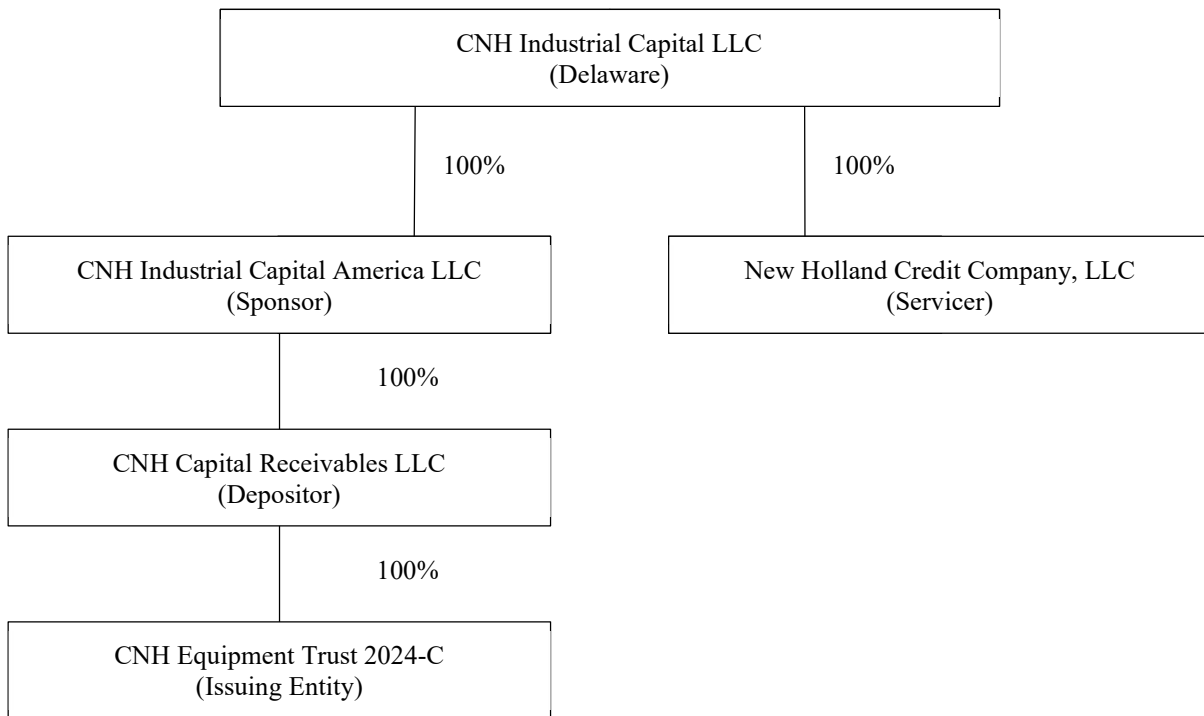 CNH Industrial Capital LLC
(Delaware)
100%
100%
CNH Industrial Capital America LLC
(Sponsor)
New Holland Credit Company, LLC
(Servicer)
100%
CNH Capital Receivables LLC
(Depositor)
100%
CNH Equipment Trust 2024-C
(Issuing Entity)